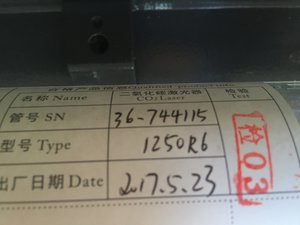 名称 Name 二氧化碳激光器 CO2 Laser 检验 Test
管号 SN 36-744115
型号 Type 1250R6
出厂日期 Date 2017.5.23
检 03